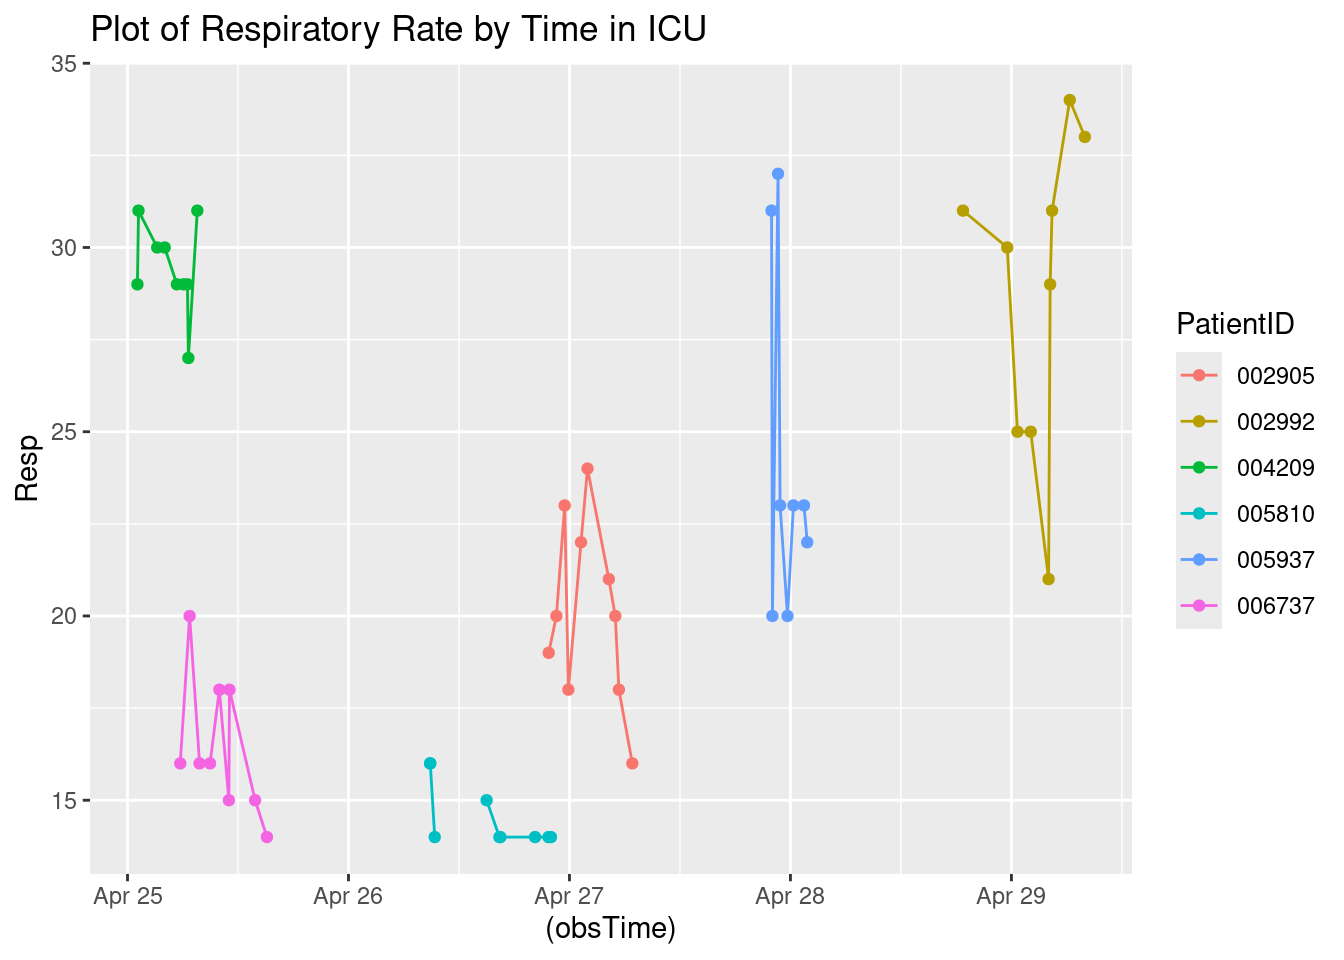 Plot of Respiratory Rate by Time in ICU
35
30
25
20
15
Resp
Apr 25 Apr 26 Apr 27 Apr 28 Apr 29
(obsTime)
PatientID
002905
002992
004209
005810
005937
006737